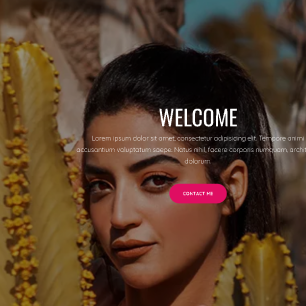 WELCOME
Lorem ipsum dolor sit amet, consectetur adipisicing elit. Tempore animi
accusantium voluptatum saepe. Natus nihil, facere corporis numquam, archit
dolorum.
CONTACT ME